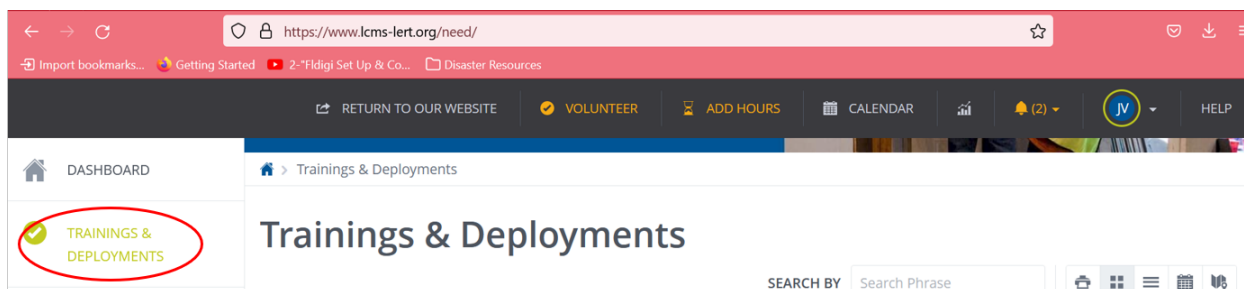 https://www.lcms-lert.org/need/
Import bookmarks... Getting Started 2-"Fldigi Set Up & Co... Disaster Resources
RETURN TO OUR WEBSITE VOLUNTEER ADD HOURS CALENDAR (2) JV HELP
DASHBOARD
Trainings & Deployments
TRAININGS &
DEPLOYMENTS
Trainings & Deployments
SEARCH BY Search Phrase